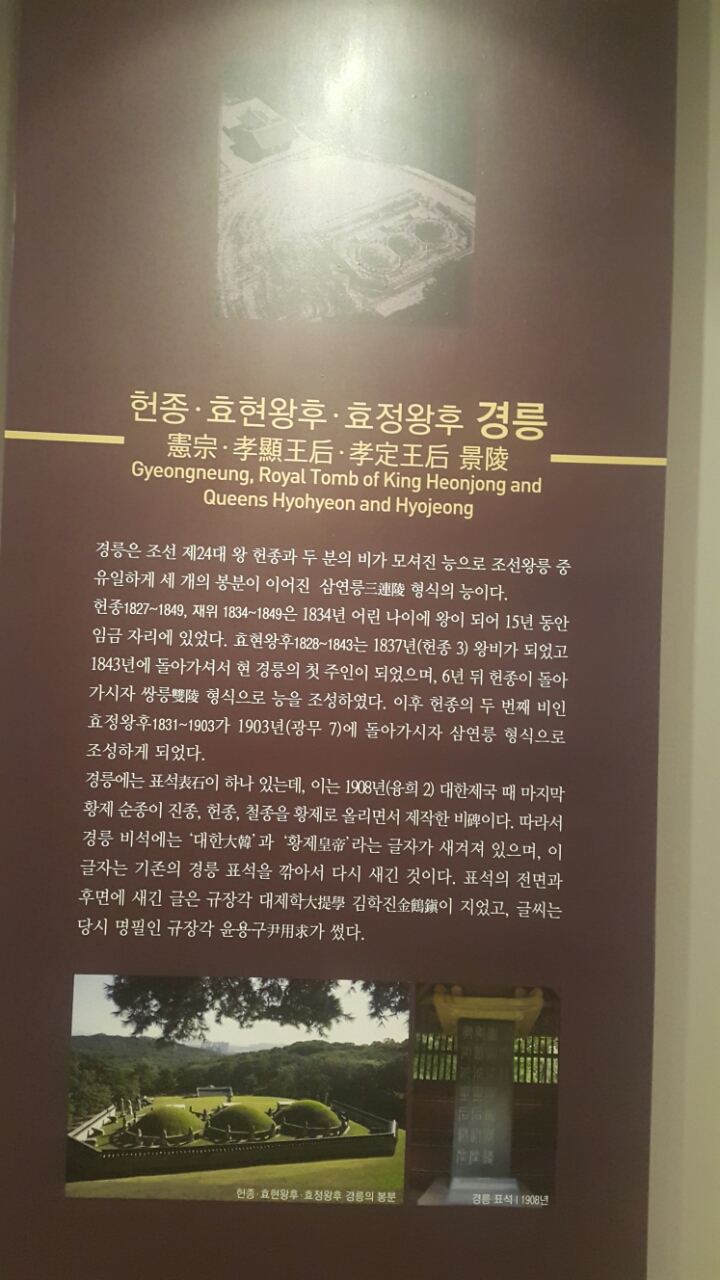 헌종·효현왕후·효정왕후 경릉
憲宗·孝顯王后·孝定王后 景陵
Gyeongneung, Royal Tomb of King Heonjong and
Queens Hyohyeon and Hyojeong
경릉은 조선 제24대 왕 헌종과 두 분의 비가 모셔진 능으로 조선왕릉 중
유일하게 세 개의 봉분이 이어진 삼연릉三連陵 형식의 능이다.
헌종1827~1849, 재위 1834~1849은 1834년 어린 나이에 왕이 되어 15년 동안
임금 자리에 있었다. 효현왕후1828~1843는 1837년(헌종 3) 왕비가 되었고
1843년에 돌아가셔서 현 경릉의 첫 주인이 되었으며, 6년 뒤 헌종이 돌아
가시자 쌍릉雙陵 형식으로 능을 조성하였다. 이후 헌종의 두 번째 비인
효정왕후1831~1903가 1903년(광무 7)에 돌아가시자 삼연릉 형식으로
조성하게 되었다.
경릉에는 표석表石이 하나 있는데, 이는 1908년(융희 2) 대한제국 때 마지막
황제 순종이 진종, 헌종, 철종을 황제로 올리면서 제작한 비碑이다. 따라서
경릉 비석에는 ‘대한大韓’과 ‘황제皇帝’라는 글자가 새겨져 있으며, 이
글자는 기존의 경릉 표석을 깎아서 다시 새긴 것이다. 표석의 전면과
후면에 새긴 글은 규장각 대제학大提學 김학진金鶴鎭이 지었고, 글씨는
당시 명필인 규장각 윤용구尹用求가 썼다.
헌종·효현왕후·효정왕후 경릉의 봉분
경릉 표석 | 1908년